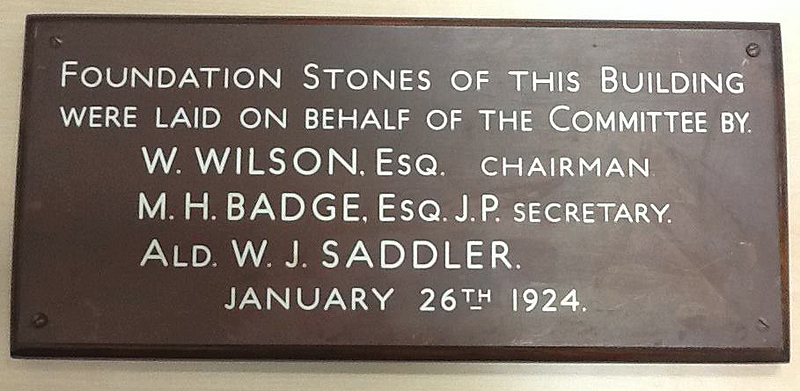 Foundation Stones of this Building
were laid on behalf of the Committee by.
W. WILSON, Esq. CHAIRMAN
M. H. BADGE, Esq. J.P. SECRETARY.
Ald. W. J. SADDLER.
JANUARY 26TH 1924.